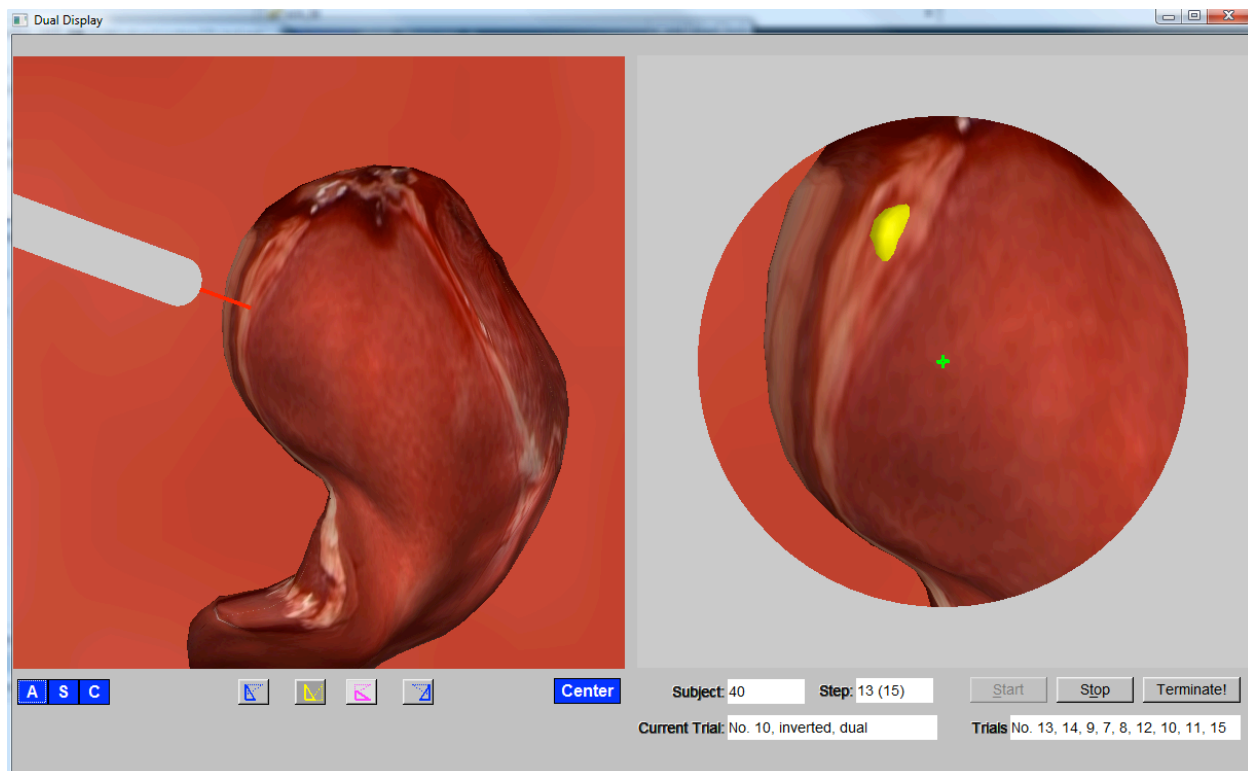 Dual Display
A S C Center
Subject: 40 Step: 13 (15) Start Stop Terminate!
Current Trial: No. 10, inverted, dual Trials No. 13, 14, 9, 7, 8, 12, 10, 11, 15